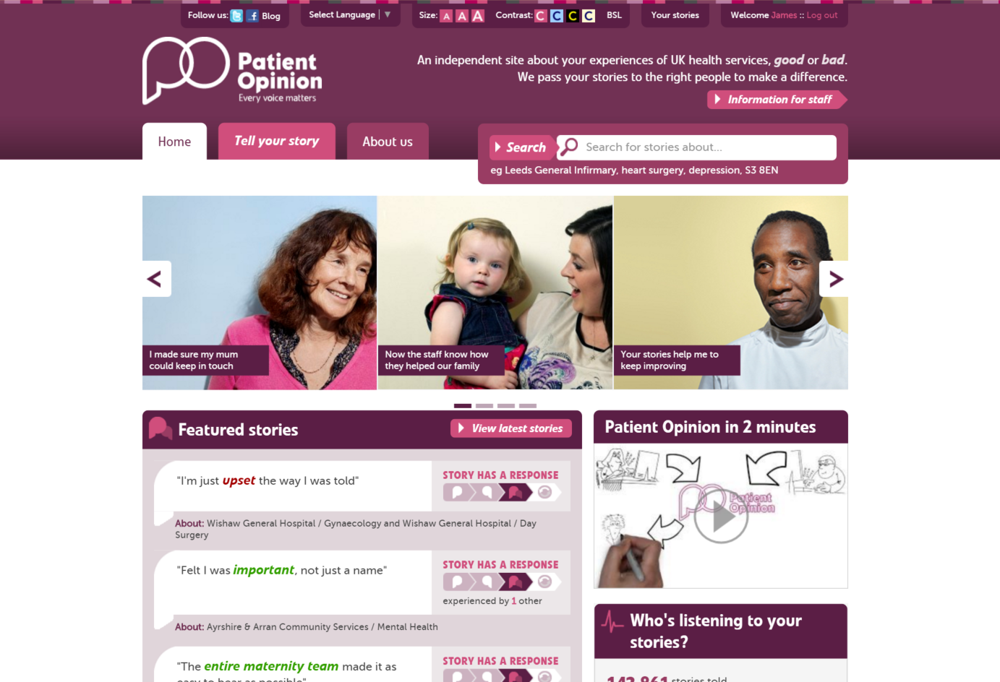 Follow us: Blog
Select Language ▼
Size: A A A Contrast: C C C C BSL
Your stories
Welcome James :: Log out
Patient
Opinion
Every voice matters
An independent site about your experiences of UK health services, good or bad.
We pass your stories to the right people to make a difference.
Information for staff
Home
Tell your story
About us
Search
Search for stories about...
eg Leeds General Infirmary, heart surgery, depression, S3 8EN
I made sure my mum
could keep in touch
Now the staff know how
they helped our family
Your stories help me to
keep improving
Featured stories
View latest stories
"I'm just upset the way I was told"
STORY HAS A RESPONSE
About: Wishaw General Hospital / Gynaecology and Wishaw General Hospital / Day
Surgery
"Felt I was important, not just a name"
STORY HAS A RESPONSE
experienced by 1 other
About: Ayrshire & Arran Community Services / Mental Health
"The entire maternity team made it as
easy to bear as possible"
STORY HAS A RESPONSE
Patient Opinion in 2 minutes
Patient
Opinion
Who's listening to your
stories?
142,861 stories told